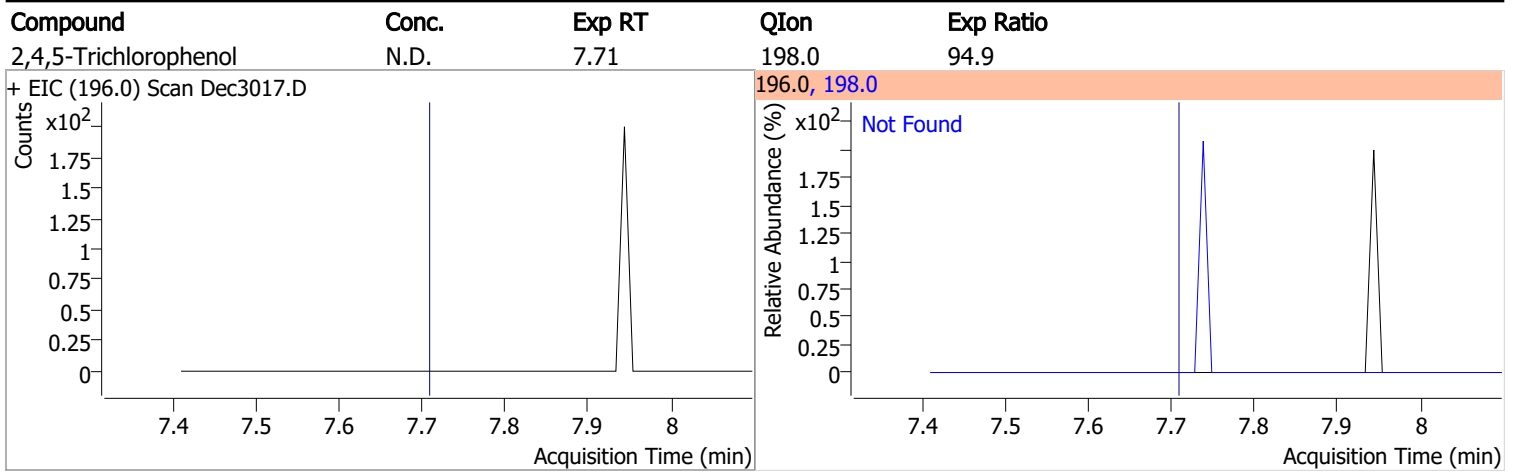 Compound Conc. Exp RT QIon Exp Ratio
2,4,5-Trichlorophenol N.D. 7.71 198.0 94.9
+ EIC (196.0) Scan Dec3017.D
Counts
x10²
1.75
1.5
1.25
1
0.75
0.5
0.25
0
7.4 7.5 7.6 7.7 7.8 7.9 8
Acquisition Time (min)
196.0, 198.0
Relative Abundance (%)
x10²
Not Found
1.75
1.5
1.25
1
0.75
0.5
0.25
0
7.4 7.5 7.6 7.7 7.8 7.9 8
Acquisition Time (min)